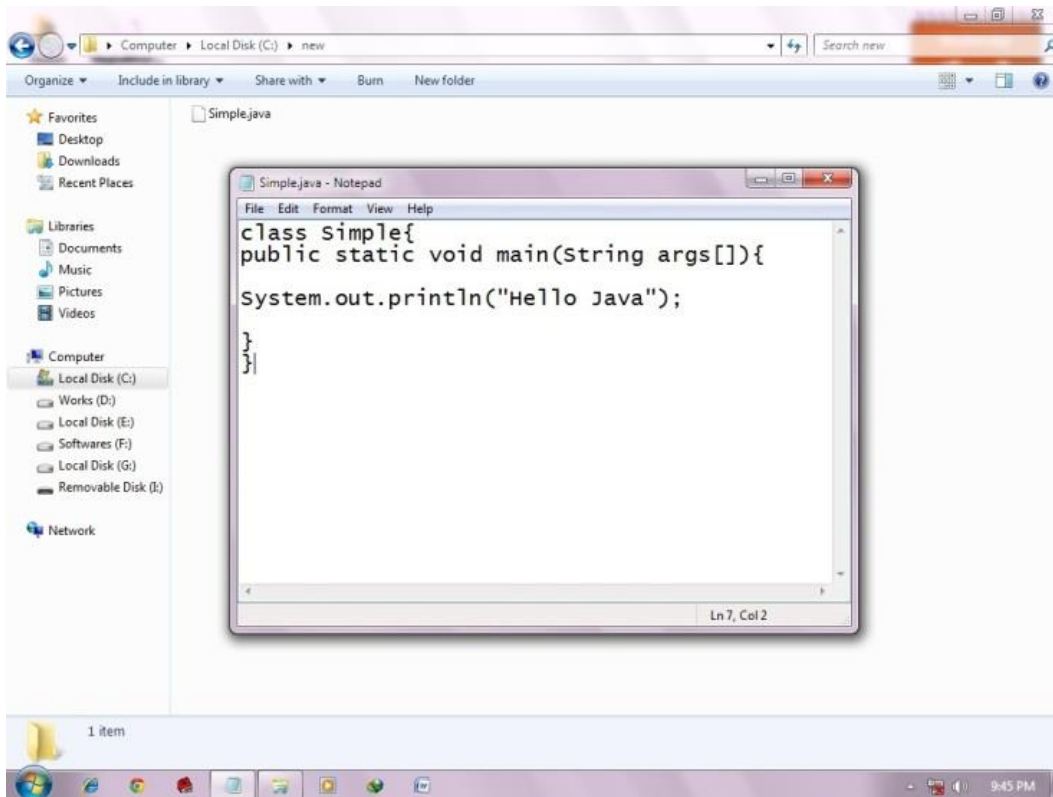 Computer ▸ Local Disk (C:) ▸ new
Search new
Organize ▾ Include in library ▾ Share with ▾ Burn New folder
Favorites
Desktop
Downloads
Recent Places
Libraries
Documents
Music
Pictures
Videos
Computer
Local Disk (C:)
Works (D:)
Local Disk (E:)
Softwares (F:)
Local Disk (G:)
Removable Disk (I:)
Network
Simple.java
Simple.java - Notepad
File Edit Format View Help
class Simple{
public static void main(String args[]){
System.out.println("Hello Java");
}
}
Ln 7, Col 2
1 item
9:45 PM